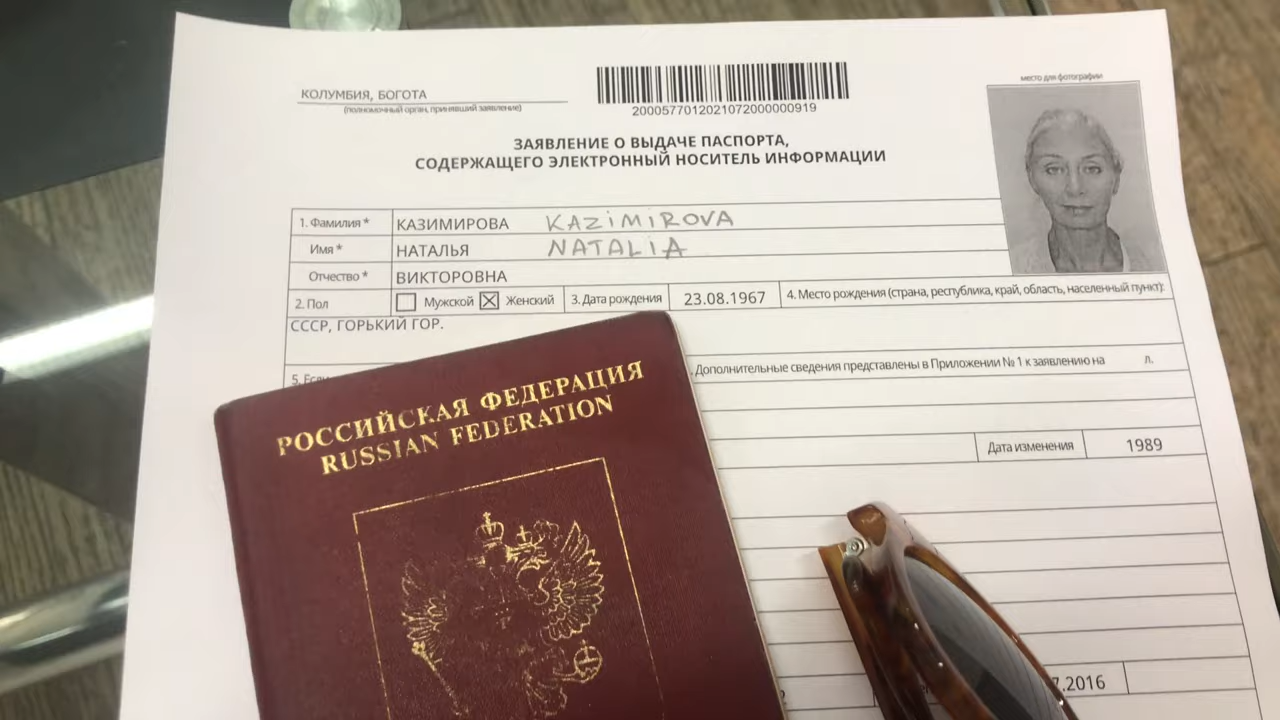 место для фотографии
КОЛУМБИЯ, БОГОТА
(полномочный орган, принявший заявление)
2000577012021072000000919
ЗАЯВЛЕНИЕ О ВЫДАЧЕ ПАСПОРТА,
СОДЕРЖАЩЕГО ЭЛЕКТРОННЫЙ НОСИТЕЛЬ ИНФОРМАЦИИ
1. Фамилия * КАЗИМИРОВА KAZIMIROVA
Имя * НАТАЛЬЯ NATALIA
Отчество * ВИКТОРОВНА
2. Пол Мужской Женский 3. Дата рождения 23.08.1967 4. Место рождения (страна, республика, край, область, населенный пункт):
СССР, ГОРЬКИЙ ГОР.
5. Дополнительные сведения представлены в Приложении № 1 к заявлению на л.
Дата изменения 1989
РОССИЙСКАЯ ФЕДЕРАЦИЯ
RUSSIAN FEDERATION
7.2016